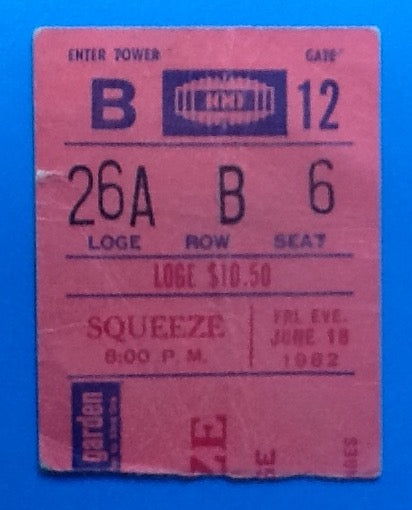 ENTER TOWER GATE
B 12
26A B 6
LOGE ROW SEAT
LOGE $10.50
SQUEEZE
8:00 P.M.
FRI. EVE.
JUNE 18
1982
garden
ZE